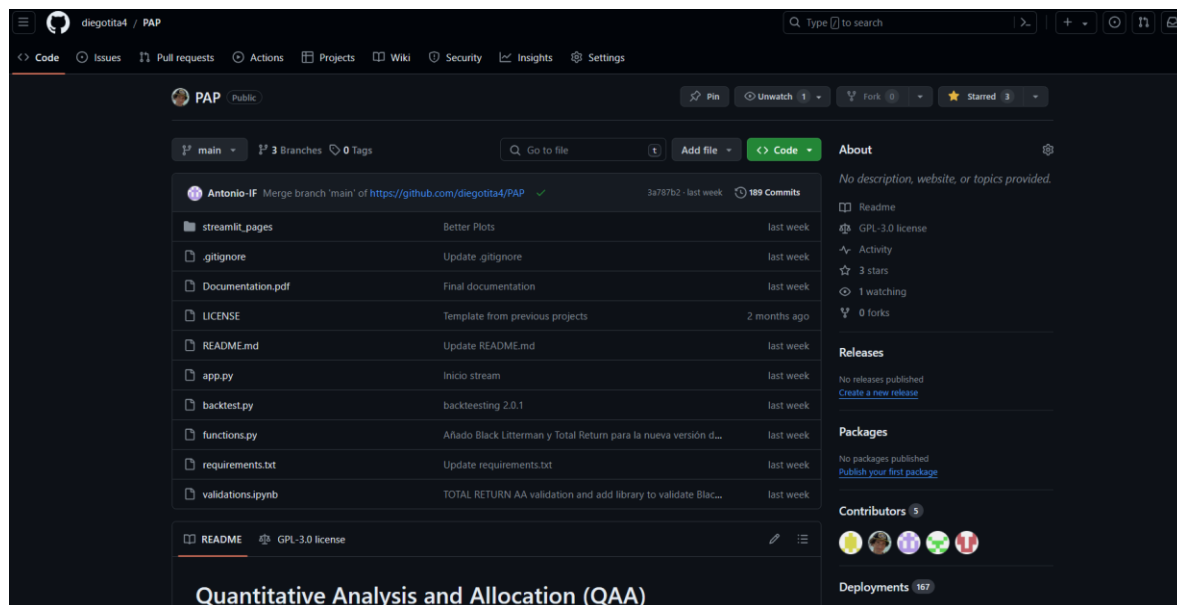 diegotita4 / PAP
Type / to search
Code Issues Pull requests Actions Projects Wiki Security Insights Settings
PAP Public
Pin Unwatch 1 Fork 0 Starred 3
main 3 Branches 0 Tags
Go to file t Add file <> Code
Antonio-IF Merge branch 'main' of https://github.com/diegotita4/PAP
3a787b2 · last week 189 Commits
streamlit_pages Better Plots last week
.gitignore Update .gitignore last week
Documentation.pdf Final documentation last week
LICENSE Template from previous projects 2 months ago
README.md Update README.md last week
app.py Inicio stream last week
backtest.py backteesting 2.0.1 last week
functions.py Añado Black Litterman y Total Return para la nueva versión d... last week
requirements.txt Update requirements.txt last week
validations.ipynb TOTAL RETURN AA validation and add library to validate Blac... last week
README GPL-3.0 license
Quantitative Analysis and Allocation (QAA)
About
No description, website, or topics provided.
Readme
GPL-3.0 license
Activity
3 stars
1 watching
0 forks
Releases
No releases published
Create a new release
Packages
No packages published
Publish your first package
Contributors 5
Deployments 167